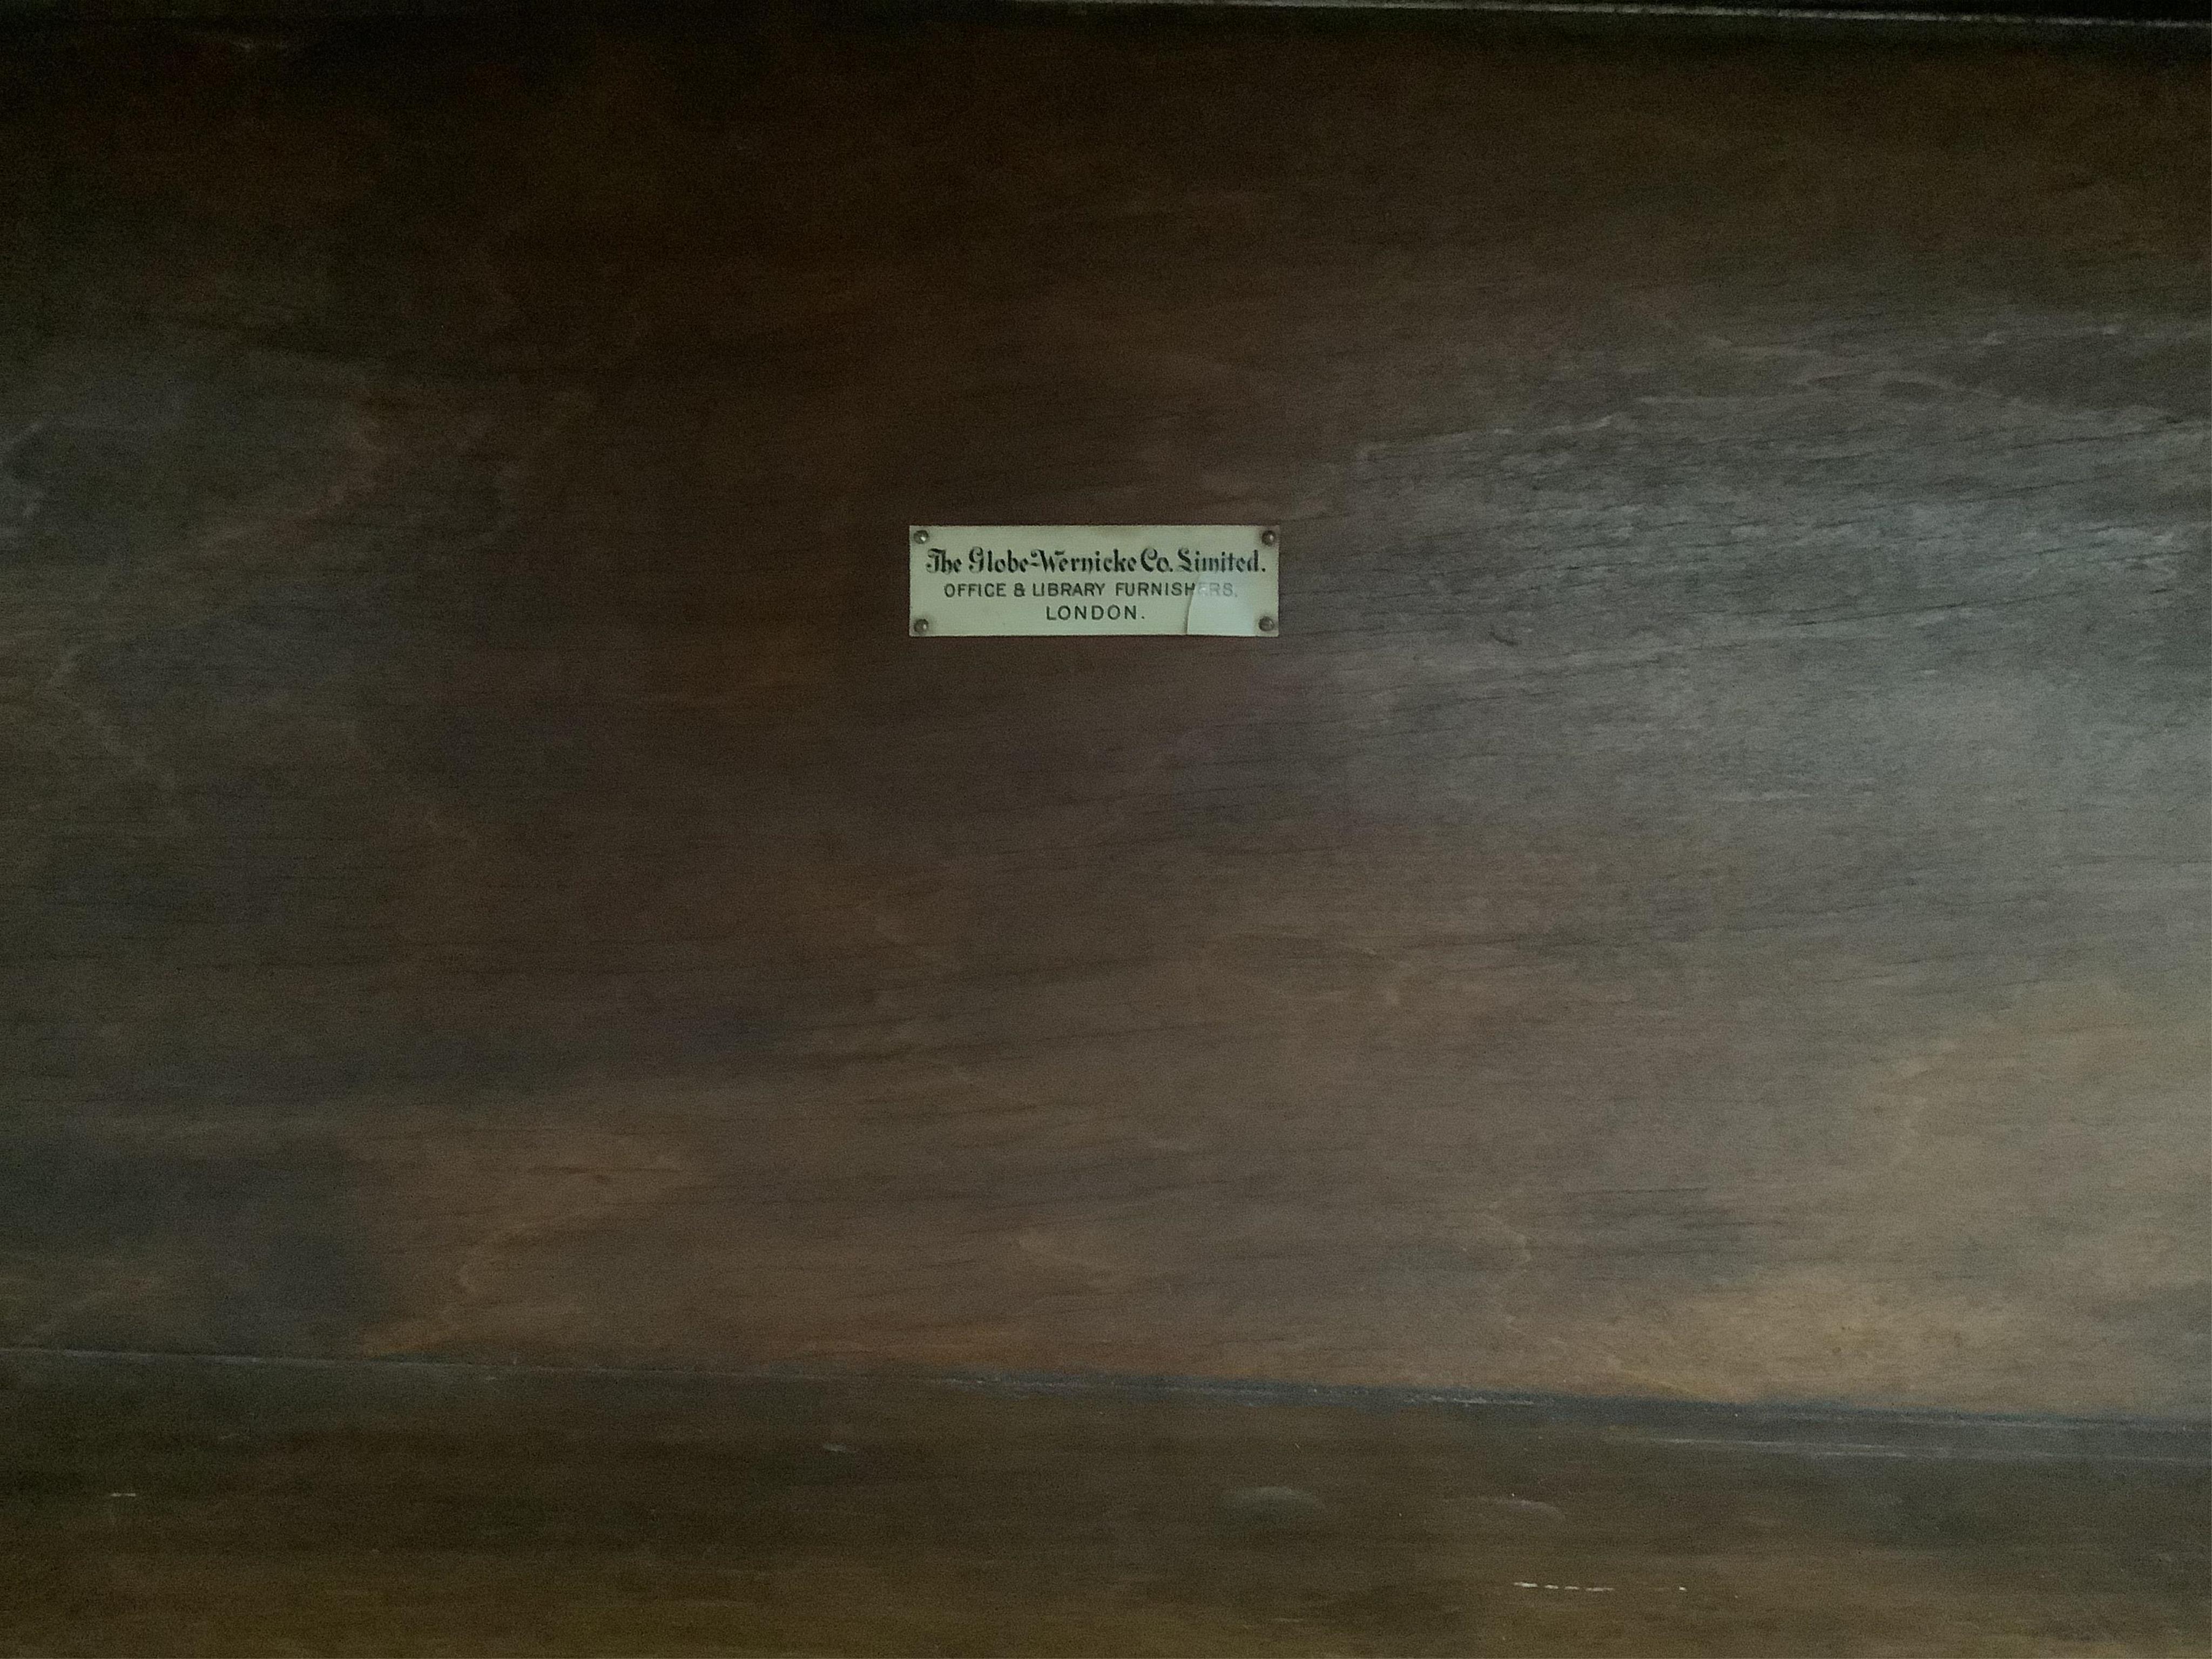 The Globe-Wernicke Co. Limited.
OFFICE & LIBRARY FURNISHERS,
LONDON.